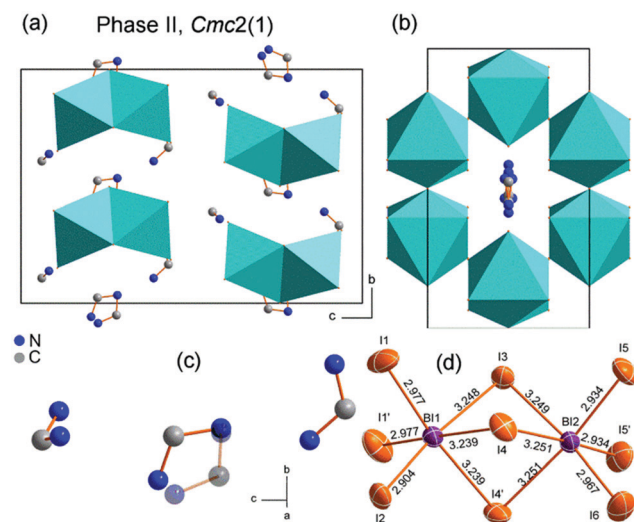 (a) Phase II, Cmc2(1)
(b)
b
c
N
C
(c)
b
c
a
(d)
I1
I3
I5
2.977
3.248
3.249
2.934
I1'
BI1
I4
BI2
I5'
2.977
3.239
3.251
2.934
2.904
3.239
3.251
2.967
I2
I4'
I6